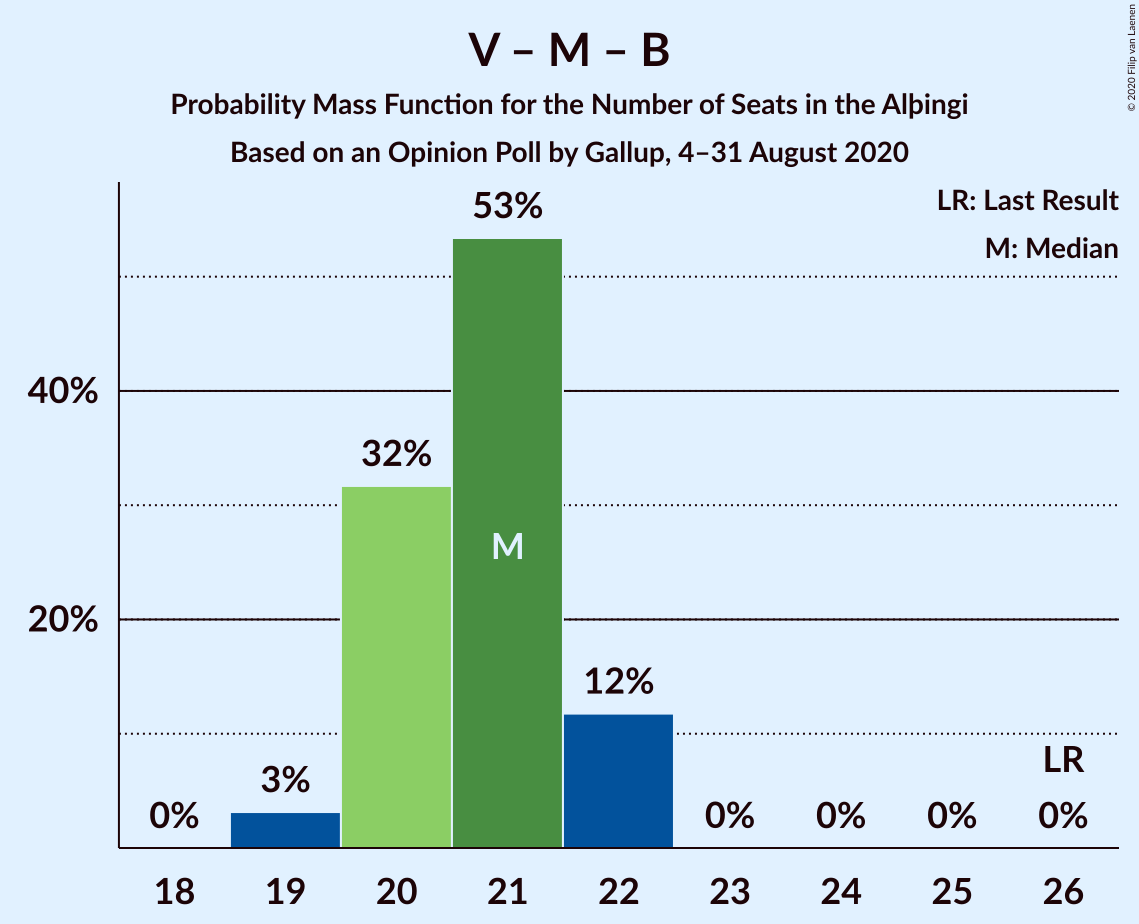 V – M – B
Probability Mass Function for the Number of Seats in the Alþingi
Based on an Opinion Poll by Gallup, 4–31 August 2020
© 2020 Filip van Laenen
LR: Last Result
M: Median
53%
40%
32%
M
20%
12%
LR
3%
0%
0%
0%
0%
0%
18 19 20 21 22 23 24 25 26